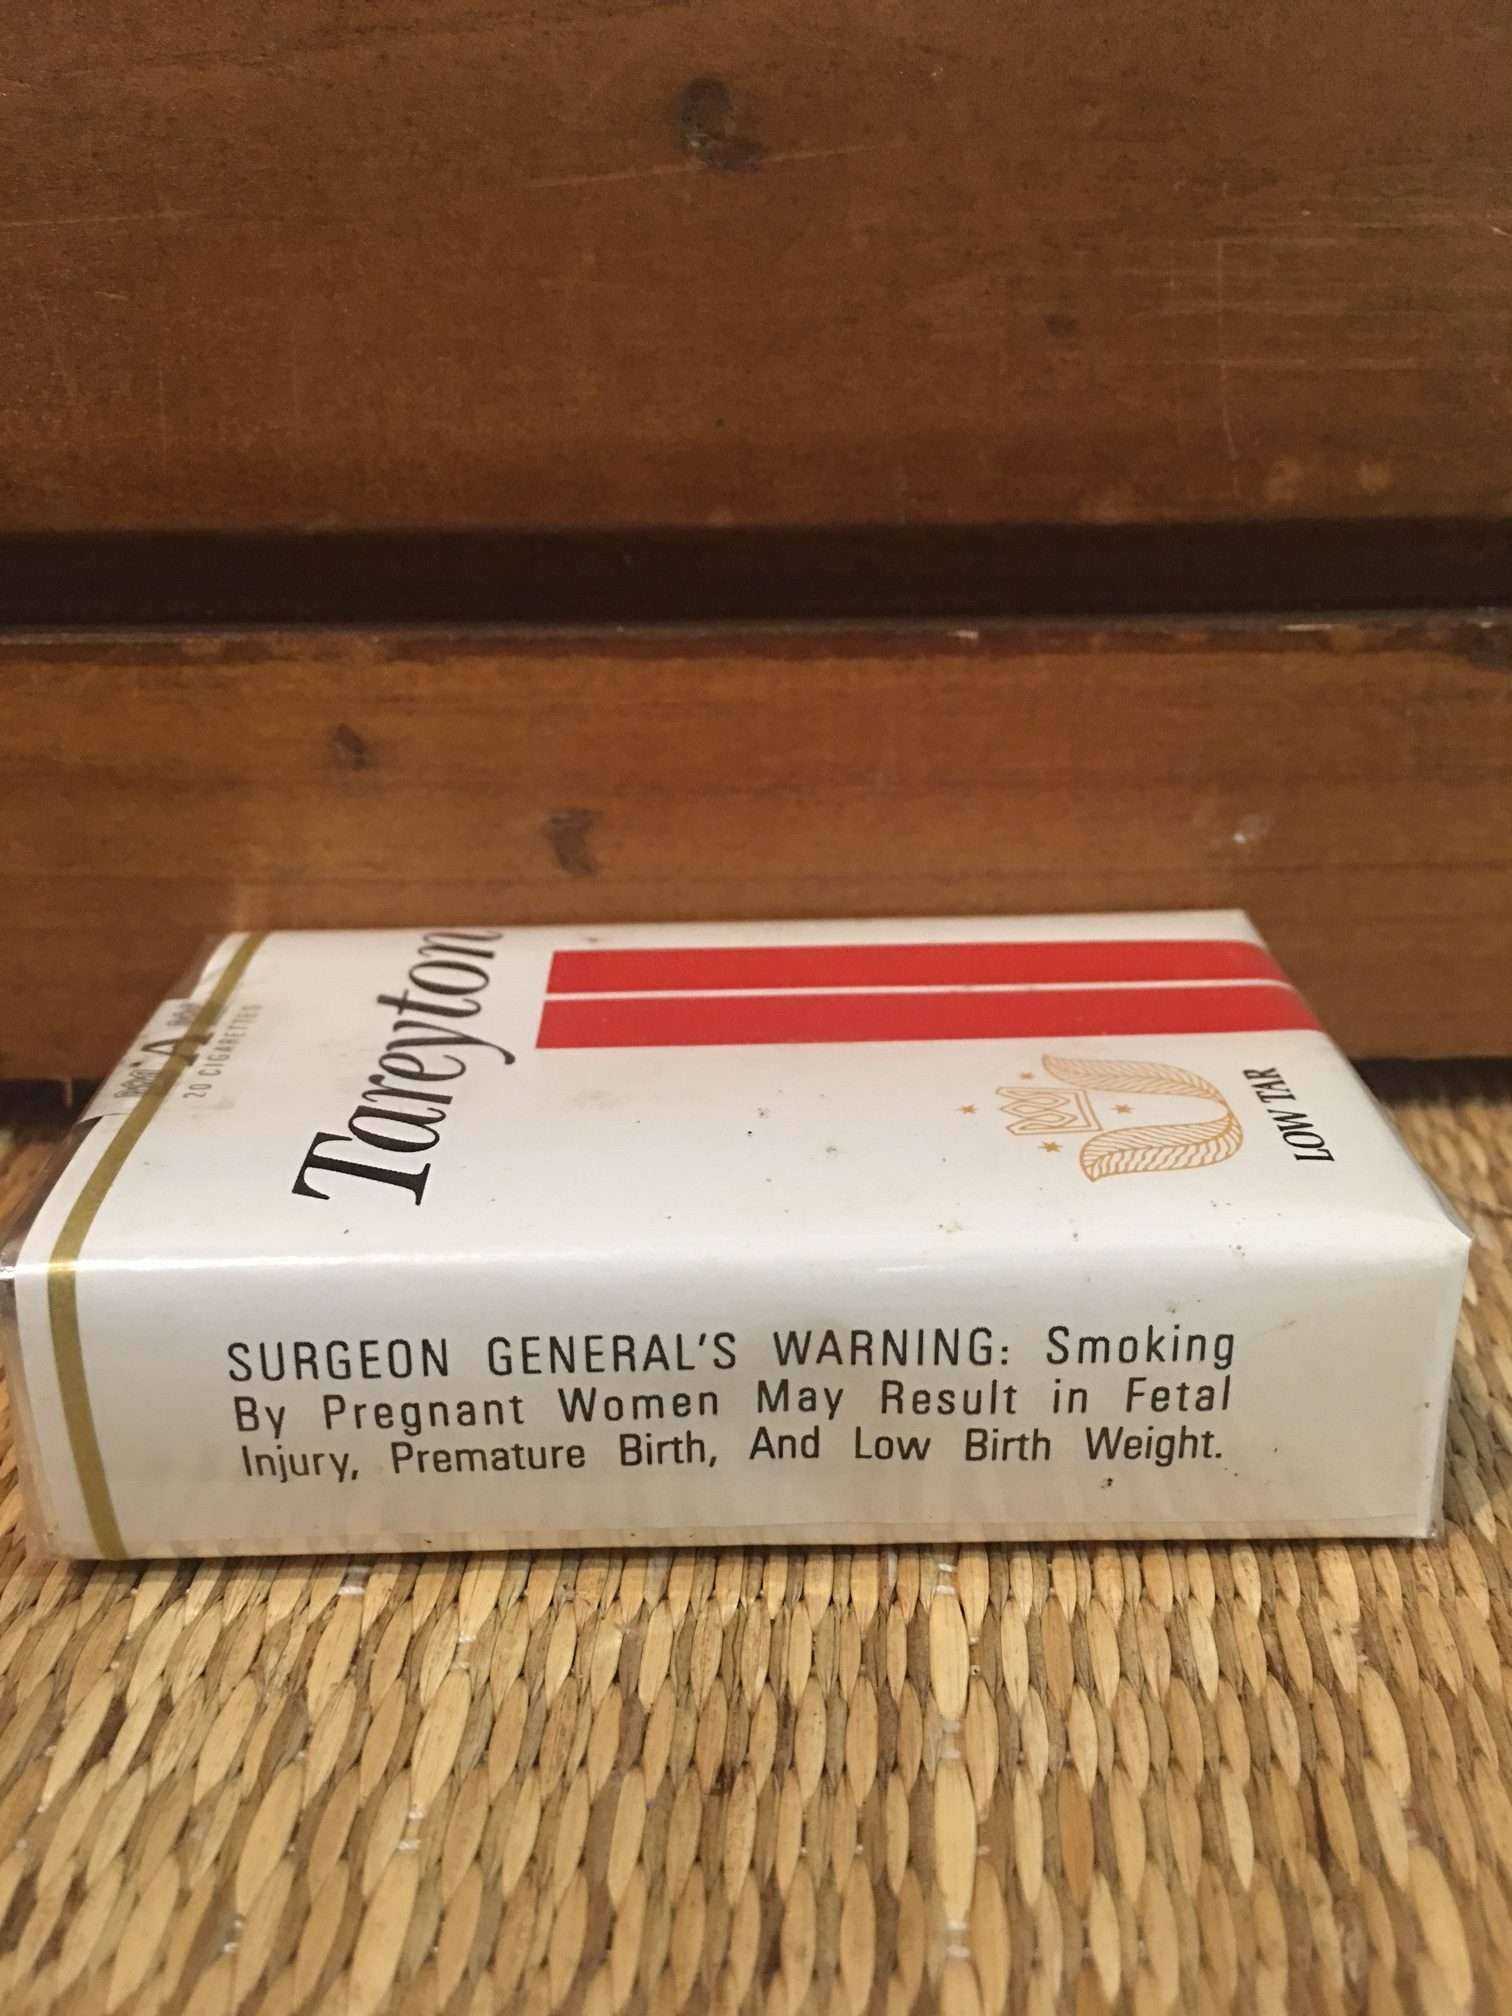 20 CIGARETTES
Tareyton
LOW TAR
SURGEON GENERAL'S WARNING: Smoking
By Pregnant Women May Result in Fetal
Injury, Premature Birth, And Low Birth Weight.